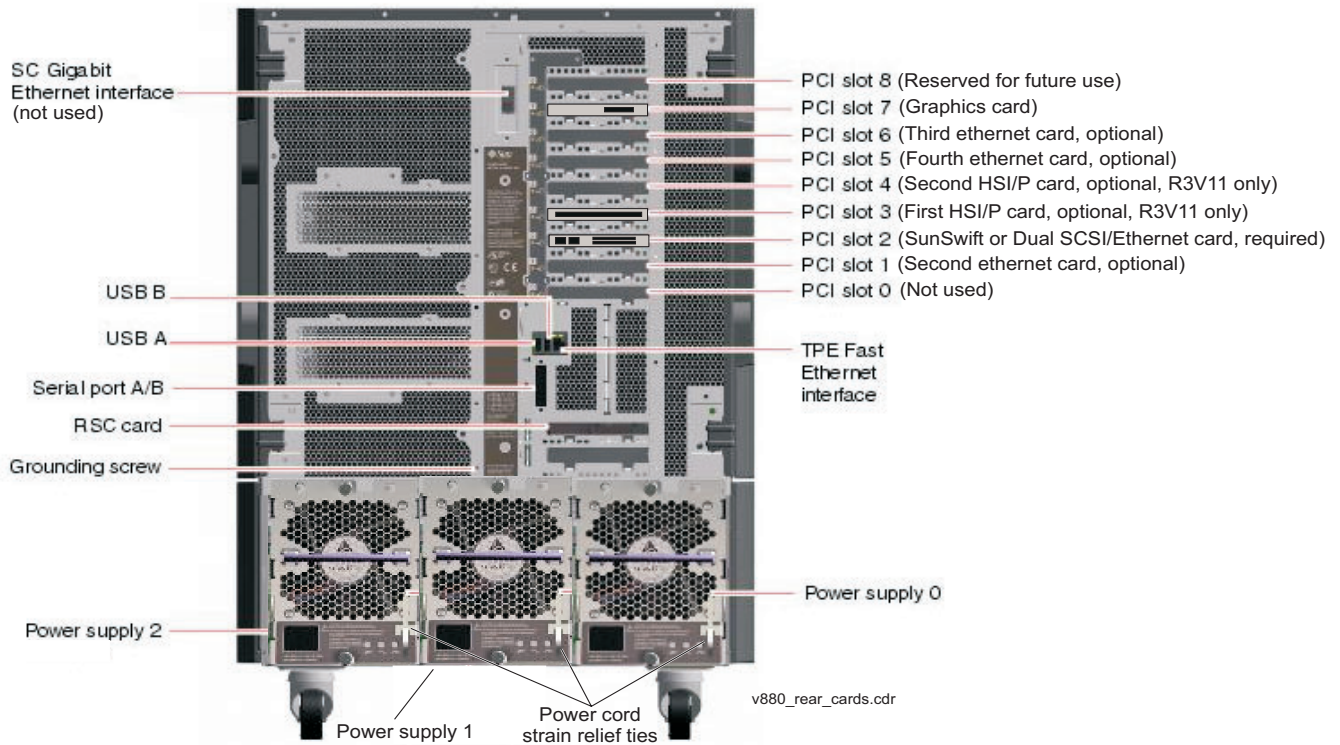 SC Gigabit
Ethernet interface
(not used)
USB B
USB A
Serial port A/B
RSC card
Grounding screw
Power supply 2
Power supply 1
Power cord
strain relief ties
PCI slot 8 (Reserved for future use)
PCI slot 7 (Graphics card)
PCI slot 6 (Third ethernet card, optional)
PCI slot 5 (Fourth ethernet card, optional)
PCI slot 4 (Second HSI/P card, optional, R3V11 only)
PCI slot 3 (First HSI/P card, optional, R3V11 only)
PCI slot 2 (SunSwift or Dual SCSI/Ethernet card, required)
PCI slot 1 (Second ethernet card, optional)
PCI slot 0 (Not used)
TPE Fast
Ethernet
interface
Power supply 0
v880_rear_cards.cdr